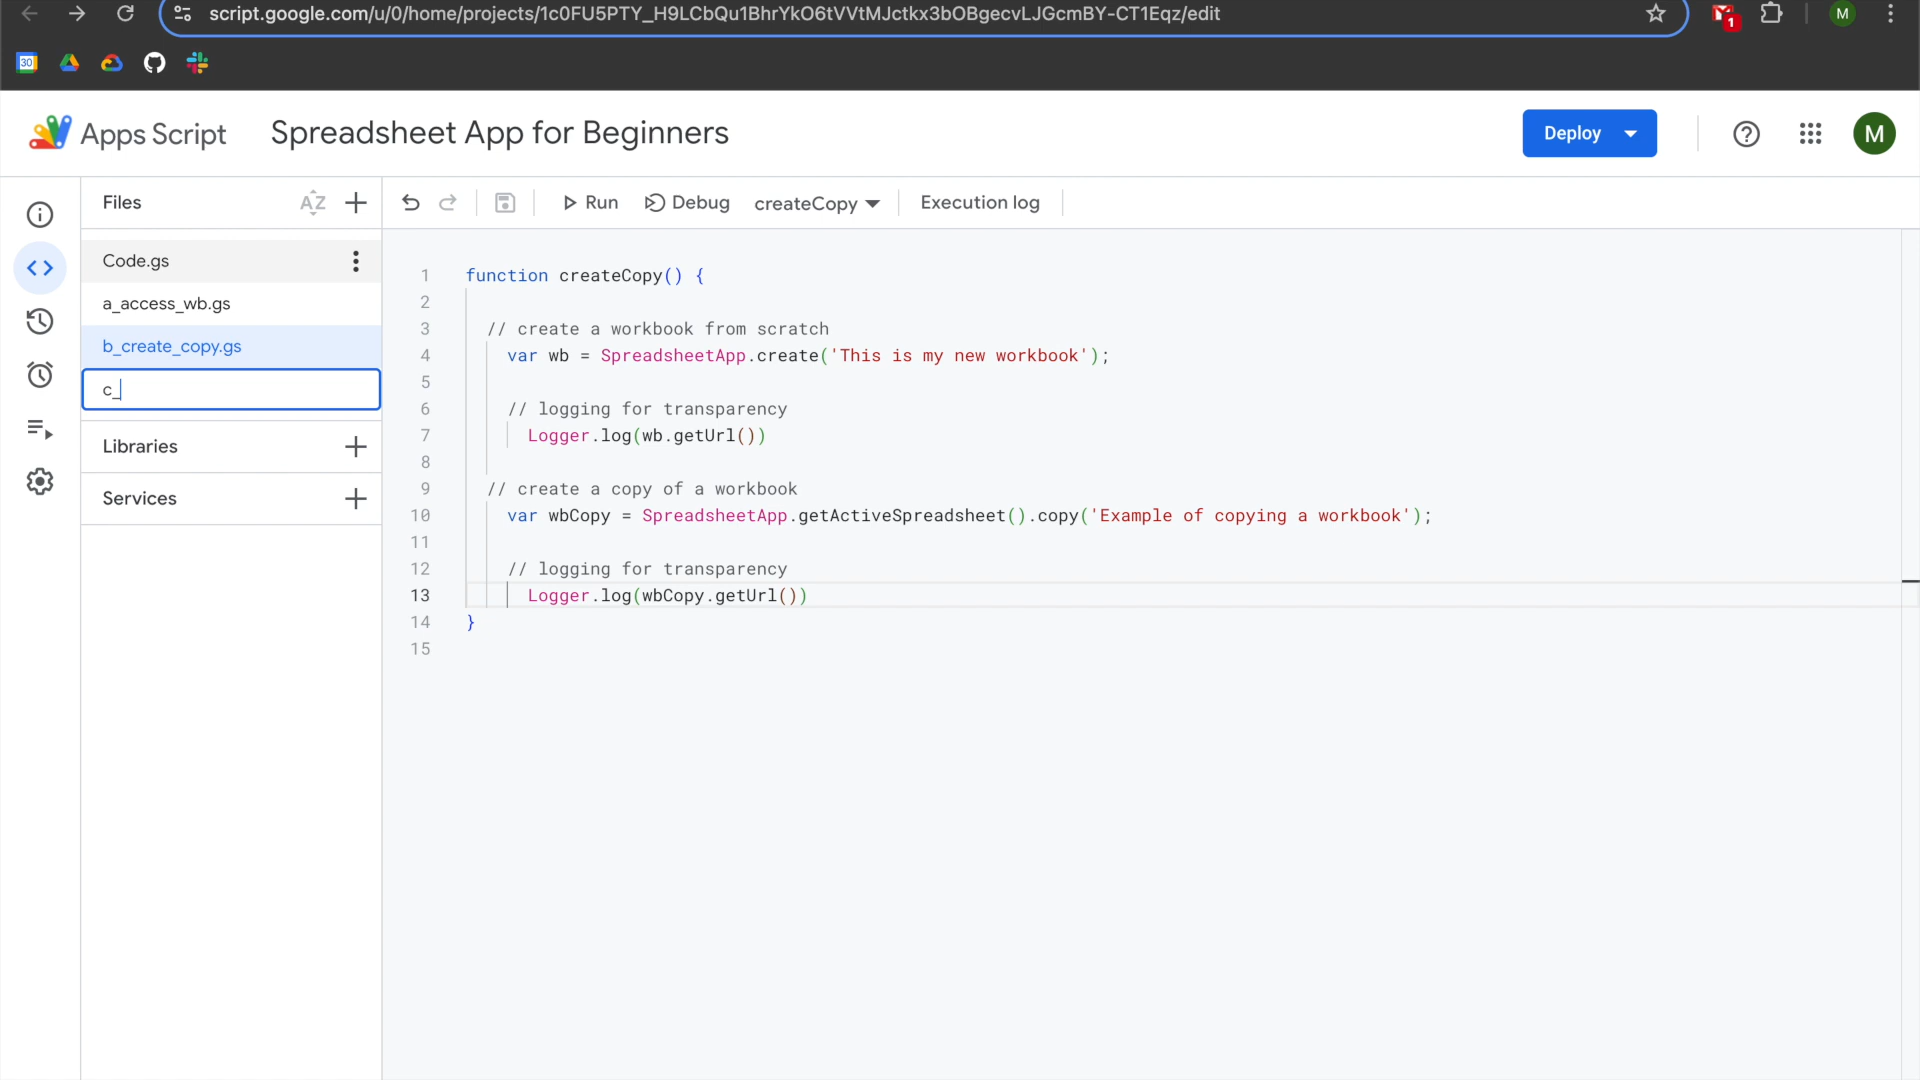 script.google.com/u/0/home/projects/1c0FU5PTY_H9LCbQu1BhrYkO6tVVtMJctkx3bOBgecvLJGcmBY-CT1Eqz/edit
1
M
30
Apps Script
Spreadsheet App for Beginners
Deploy
M
Files
AZ
Run
Debug
createCopy
Execution log
Code.gs
a_access_wb.gs
b_create_copy.gs
c_
Libraries
Services
1 function createCopy() {
2
3 // create a workbook from scratch
4 var wb = SpreadsheetApp.create('This is my new workbook');
5
6 // logging for transparency
7 Logger.log(wb.getUrl())
8
9 // create a copy of a workbook
10 var wbCopy = SpreadsheetApp.getActiveSpreadsheet().copy('Example of copying a workbook');
11
12 // logging for transparency
13 Logger.log(wbCopy.getUrl())
14 }
15